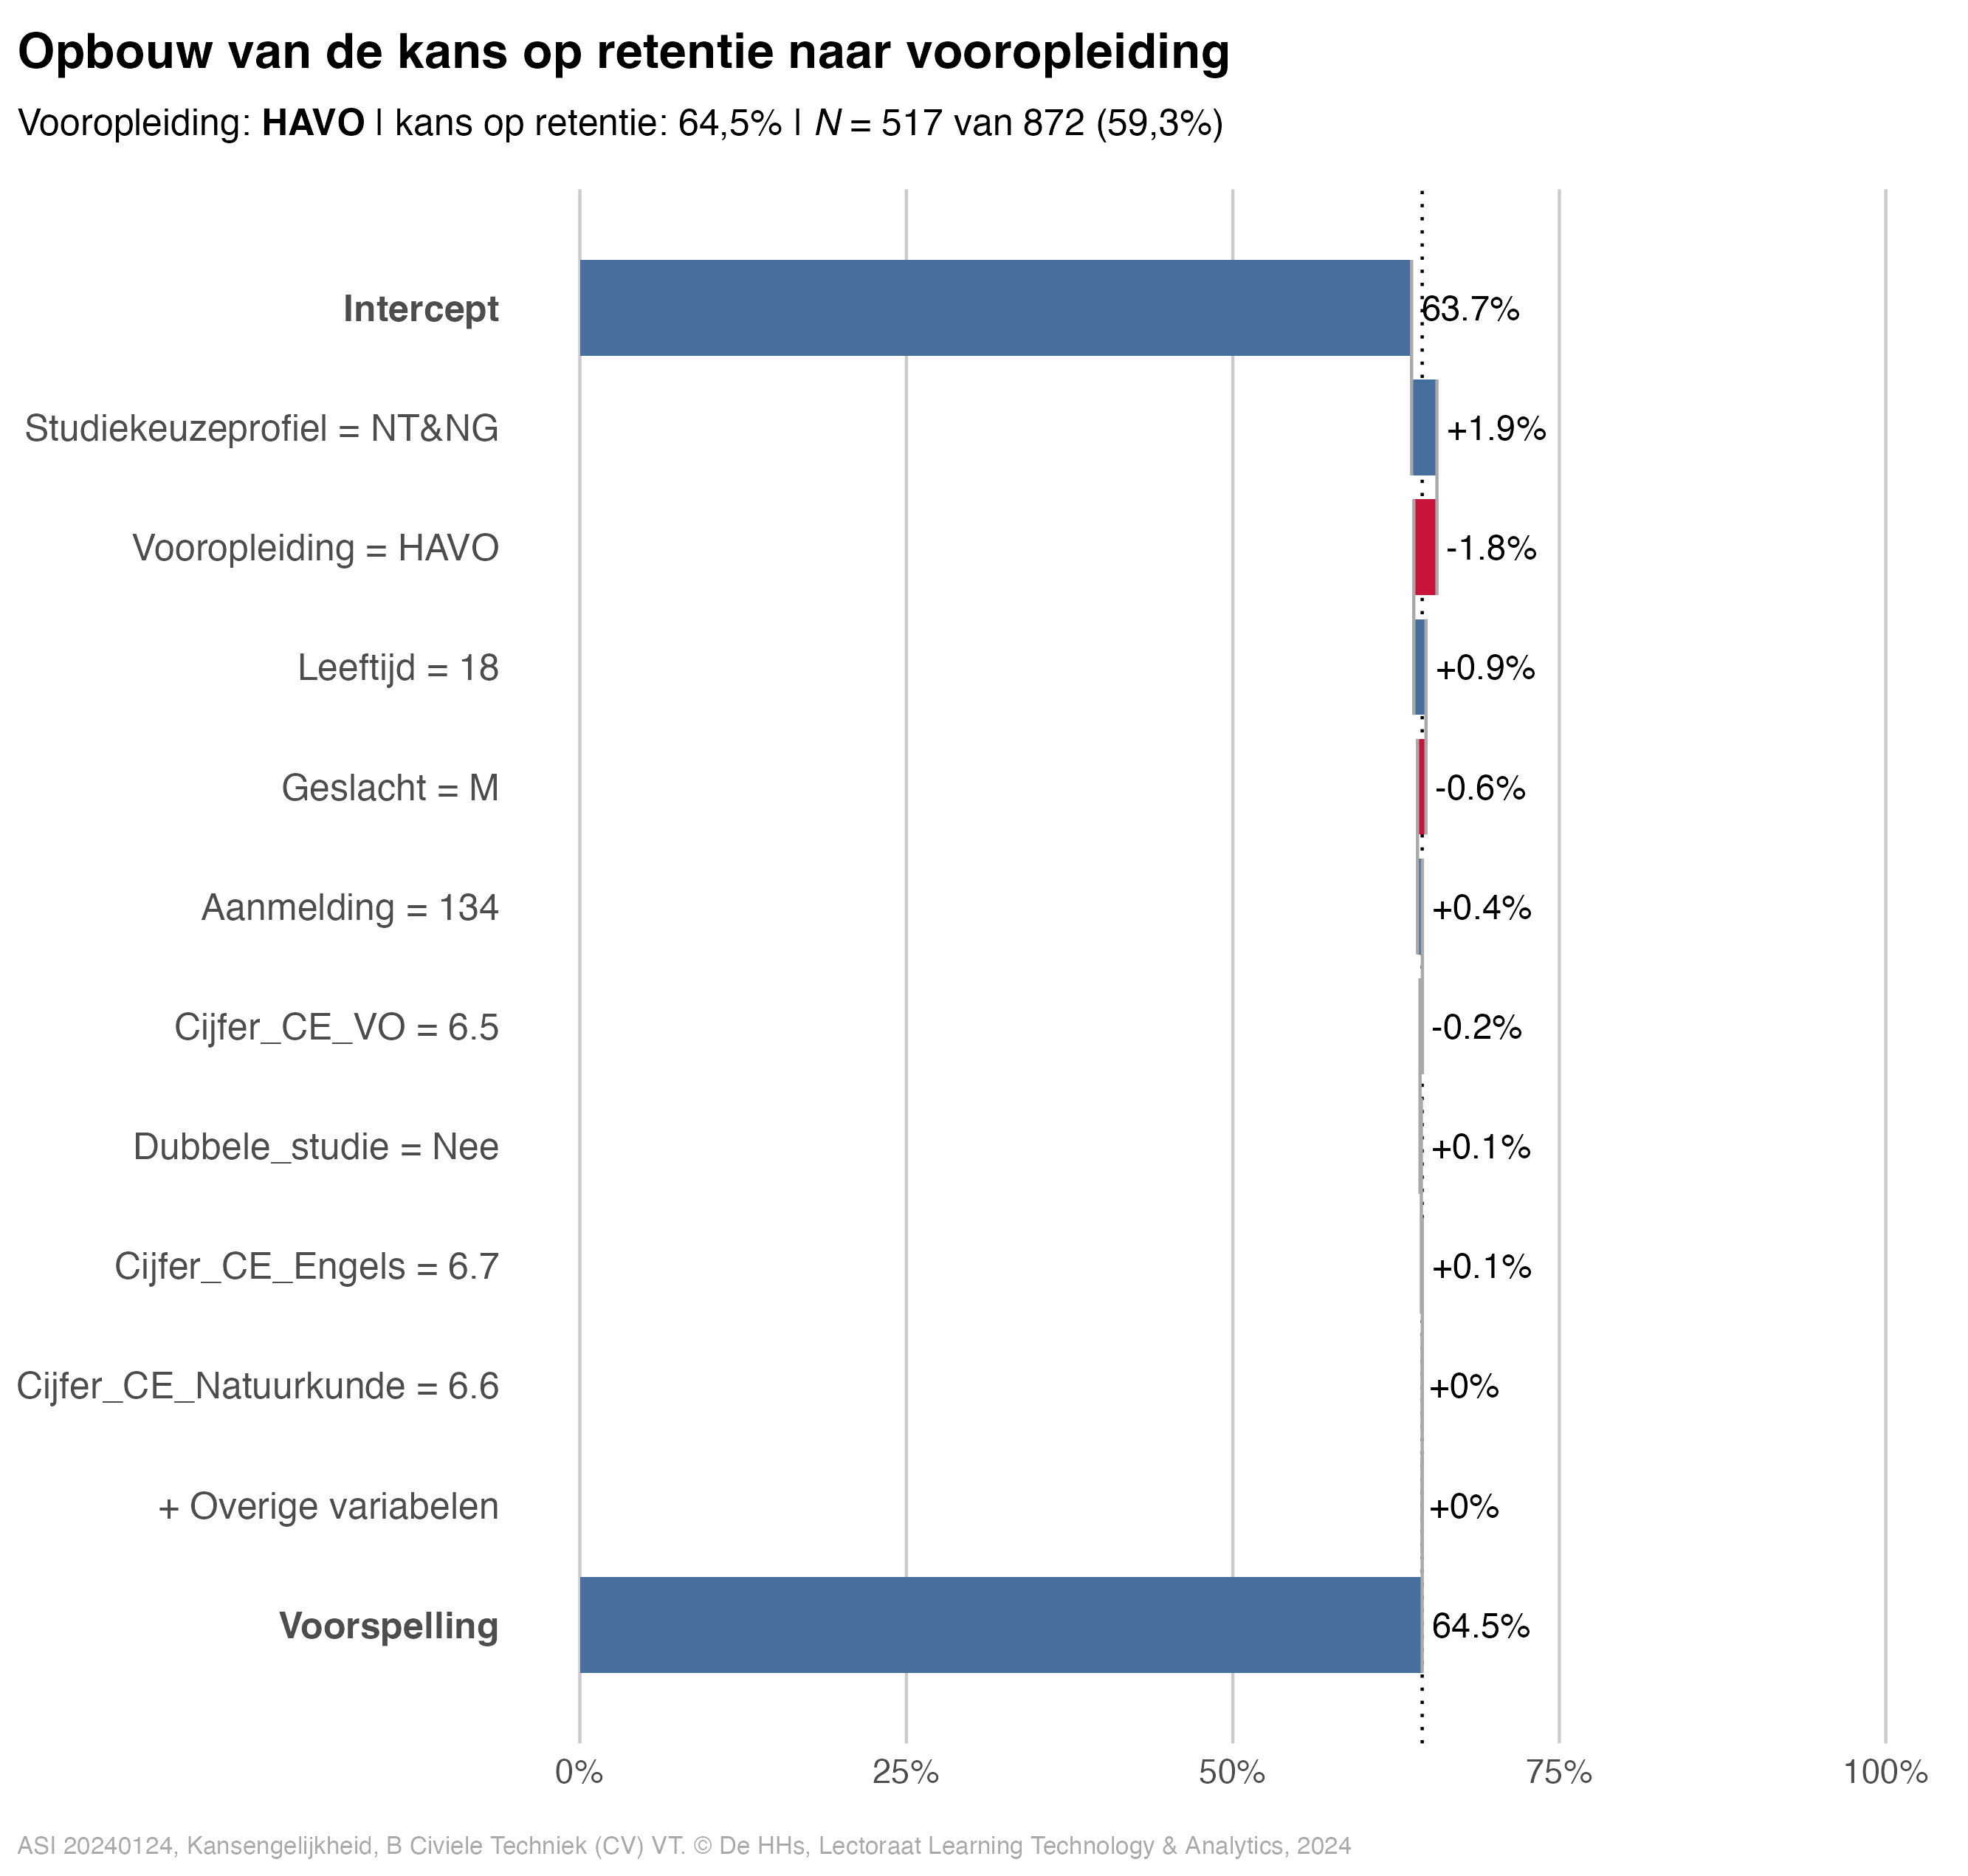 Opbouw van de kans op retentie naar vooropleiding
Vooropleiding: HAVO | kans op retentie: 64,5% | N = 517 van 872 (59,3%)
Intercept 63.7%
Studiekeuzeprofiel = NT&NG +1.9%
Vooropleiding = HAVO -1.8%
Leeftijd = 18 +0.9%
Geslacht = M -0.6%
Aanmelding = 134 +0.4%
Cijfer_CE_VO = 6.5 -0.2%
Dubbele_studie = Nee +0.1%
Cijfer_CE_Engels = 6.7 +0.1%
Cijfer_CE_Natuurkunde = 6.6 +0%
+ Overige variabelen +0%
Voorspelling 64.5%
0% 25% 50% 75% 100%
ASI 20240124, Kansengelijkheid, B Civiele Techniek (CV) VT. © De HHs, Lectoraat Learning Technology & Analytics, 2024